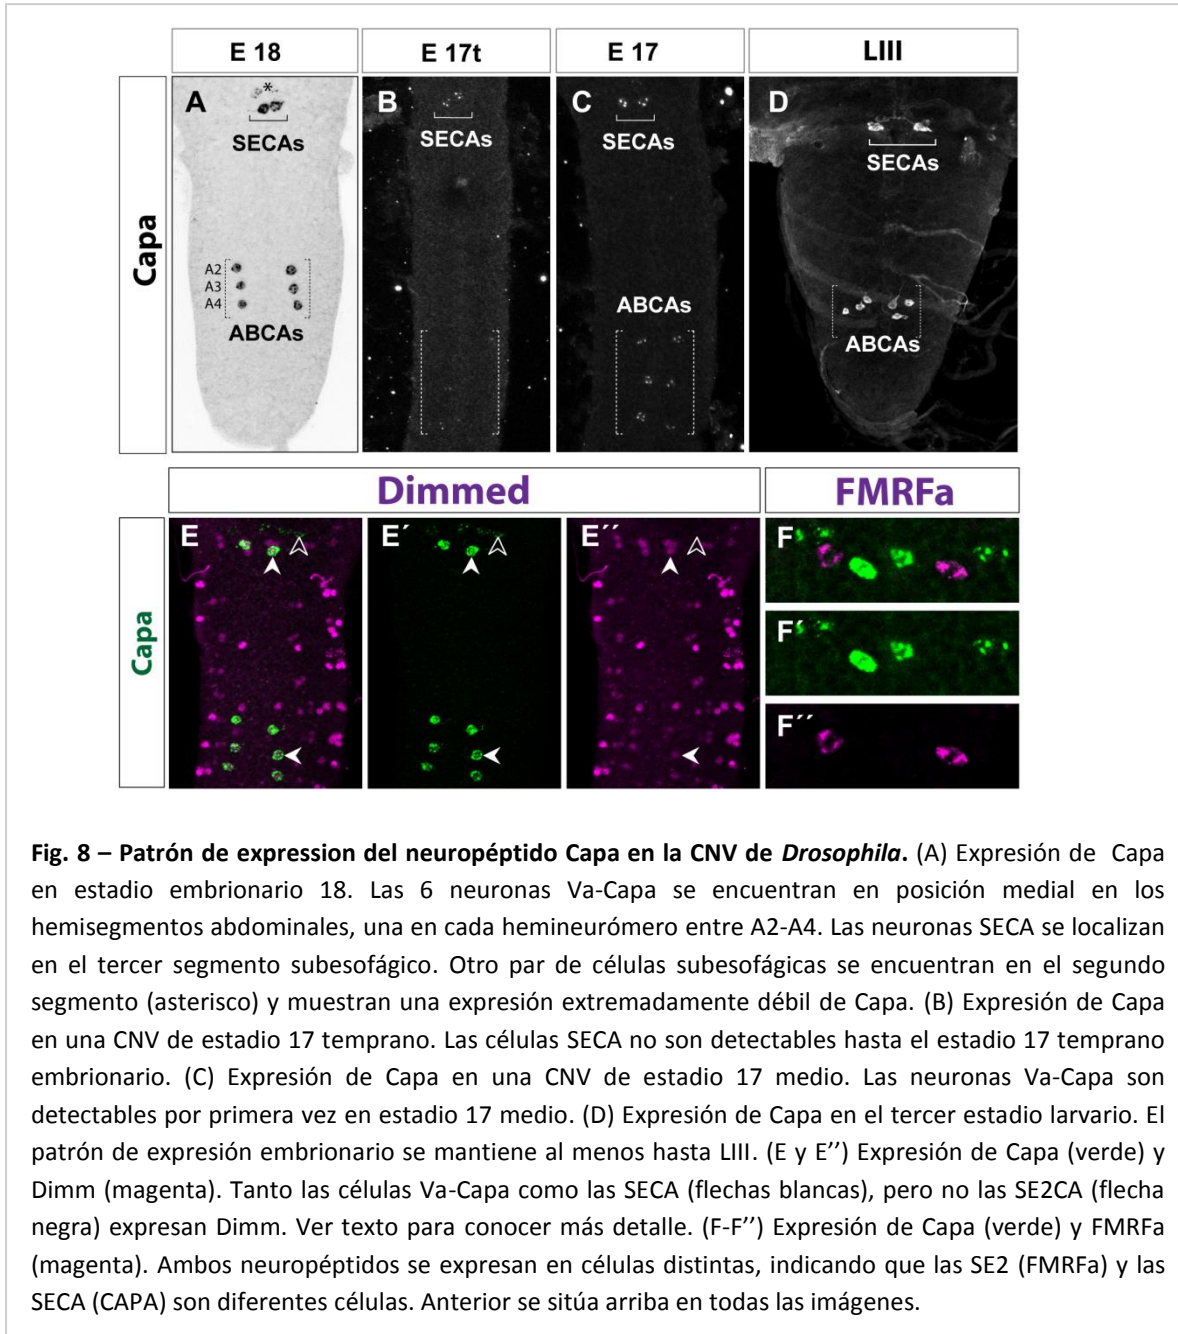 E 18
E 17t
E 17
LIII
Capa
A
*
SECAs
A2
A3
A4
ABCAs
B
SECAs
C
SECAs
ABCAs
D
SECAs
ABCAs
Dimmed
FMRFa
Capa
E
E´
E´´
F
F´
F´´
Fig. 8 – Patrón de expression del neuropéptido Capa en la CNV de Drosophila. (A) Expresión de Capa
en estadio embrionario 18. Las 6 neuronas Va-Capa se encuentran en posición medial en los
hemisegmentos abdominales, una en cada hemineurómero entre A2-A4. Las neuronas SECA se localizan
en el tercer segmento subesofágico. Otro par de células subesofágicas se encuentran en el segundo
segmento (asterisco) y muestran una expresión extremadamente débil de Capa. (B) Expresión de Capa
en una CNV de estadio 17 temprano. Las células SECA no son detectables hasta el estadio 17 temprano
embrionario. (C) Expresión de Capa en una CNV de estadio 17 medio. Las neuronas Va-Capa son
detectables por primera vez en estadio 17 medio. (D) Expresión de Capa en el tercer estadio larvario. El
patrón de expresión embrionario se mantiene al menos hasta LIII. (E y E’’) Expresión de Capa (verde) y
Dimm (magenta). Tanto las células Va-Capa como las SECA (flechas blancas), pero no las SE2CA (flecha
negra) expresan Dimm. Ver texto para conocer más detalle. (F-F’’) Expresión de Capa (verde) y FMRFa
(magenta). Ambos neuropéptidos se expresan en células distintas, indicando que las SE2 (FMRFa) y las
SECA (CAPA) son diferentes células. Anterior se sitúa arriba en todas las imágenes.